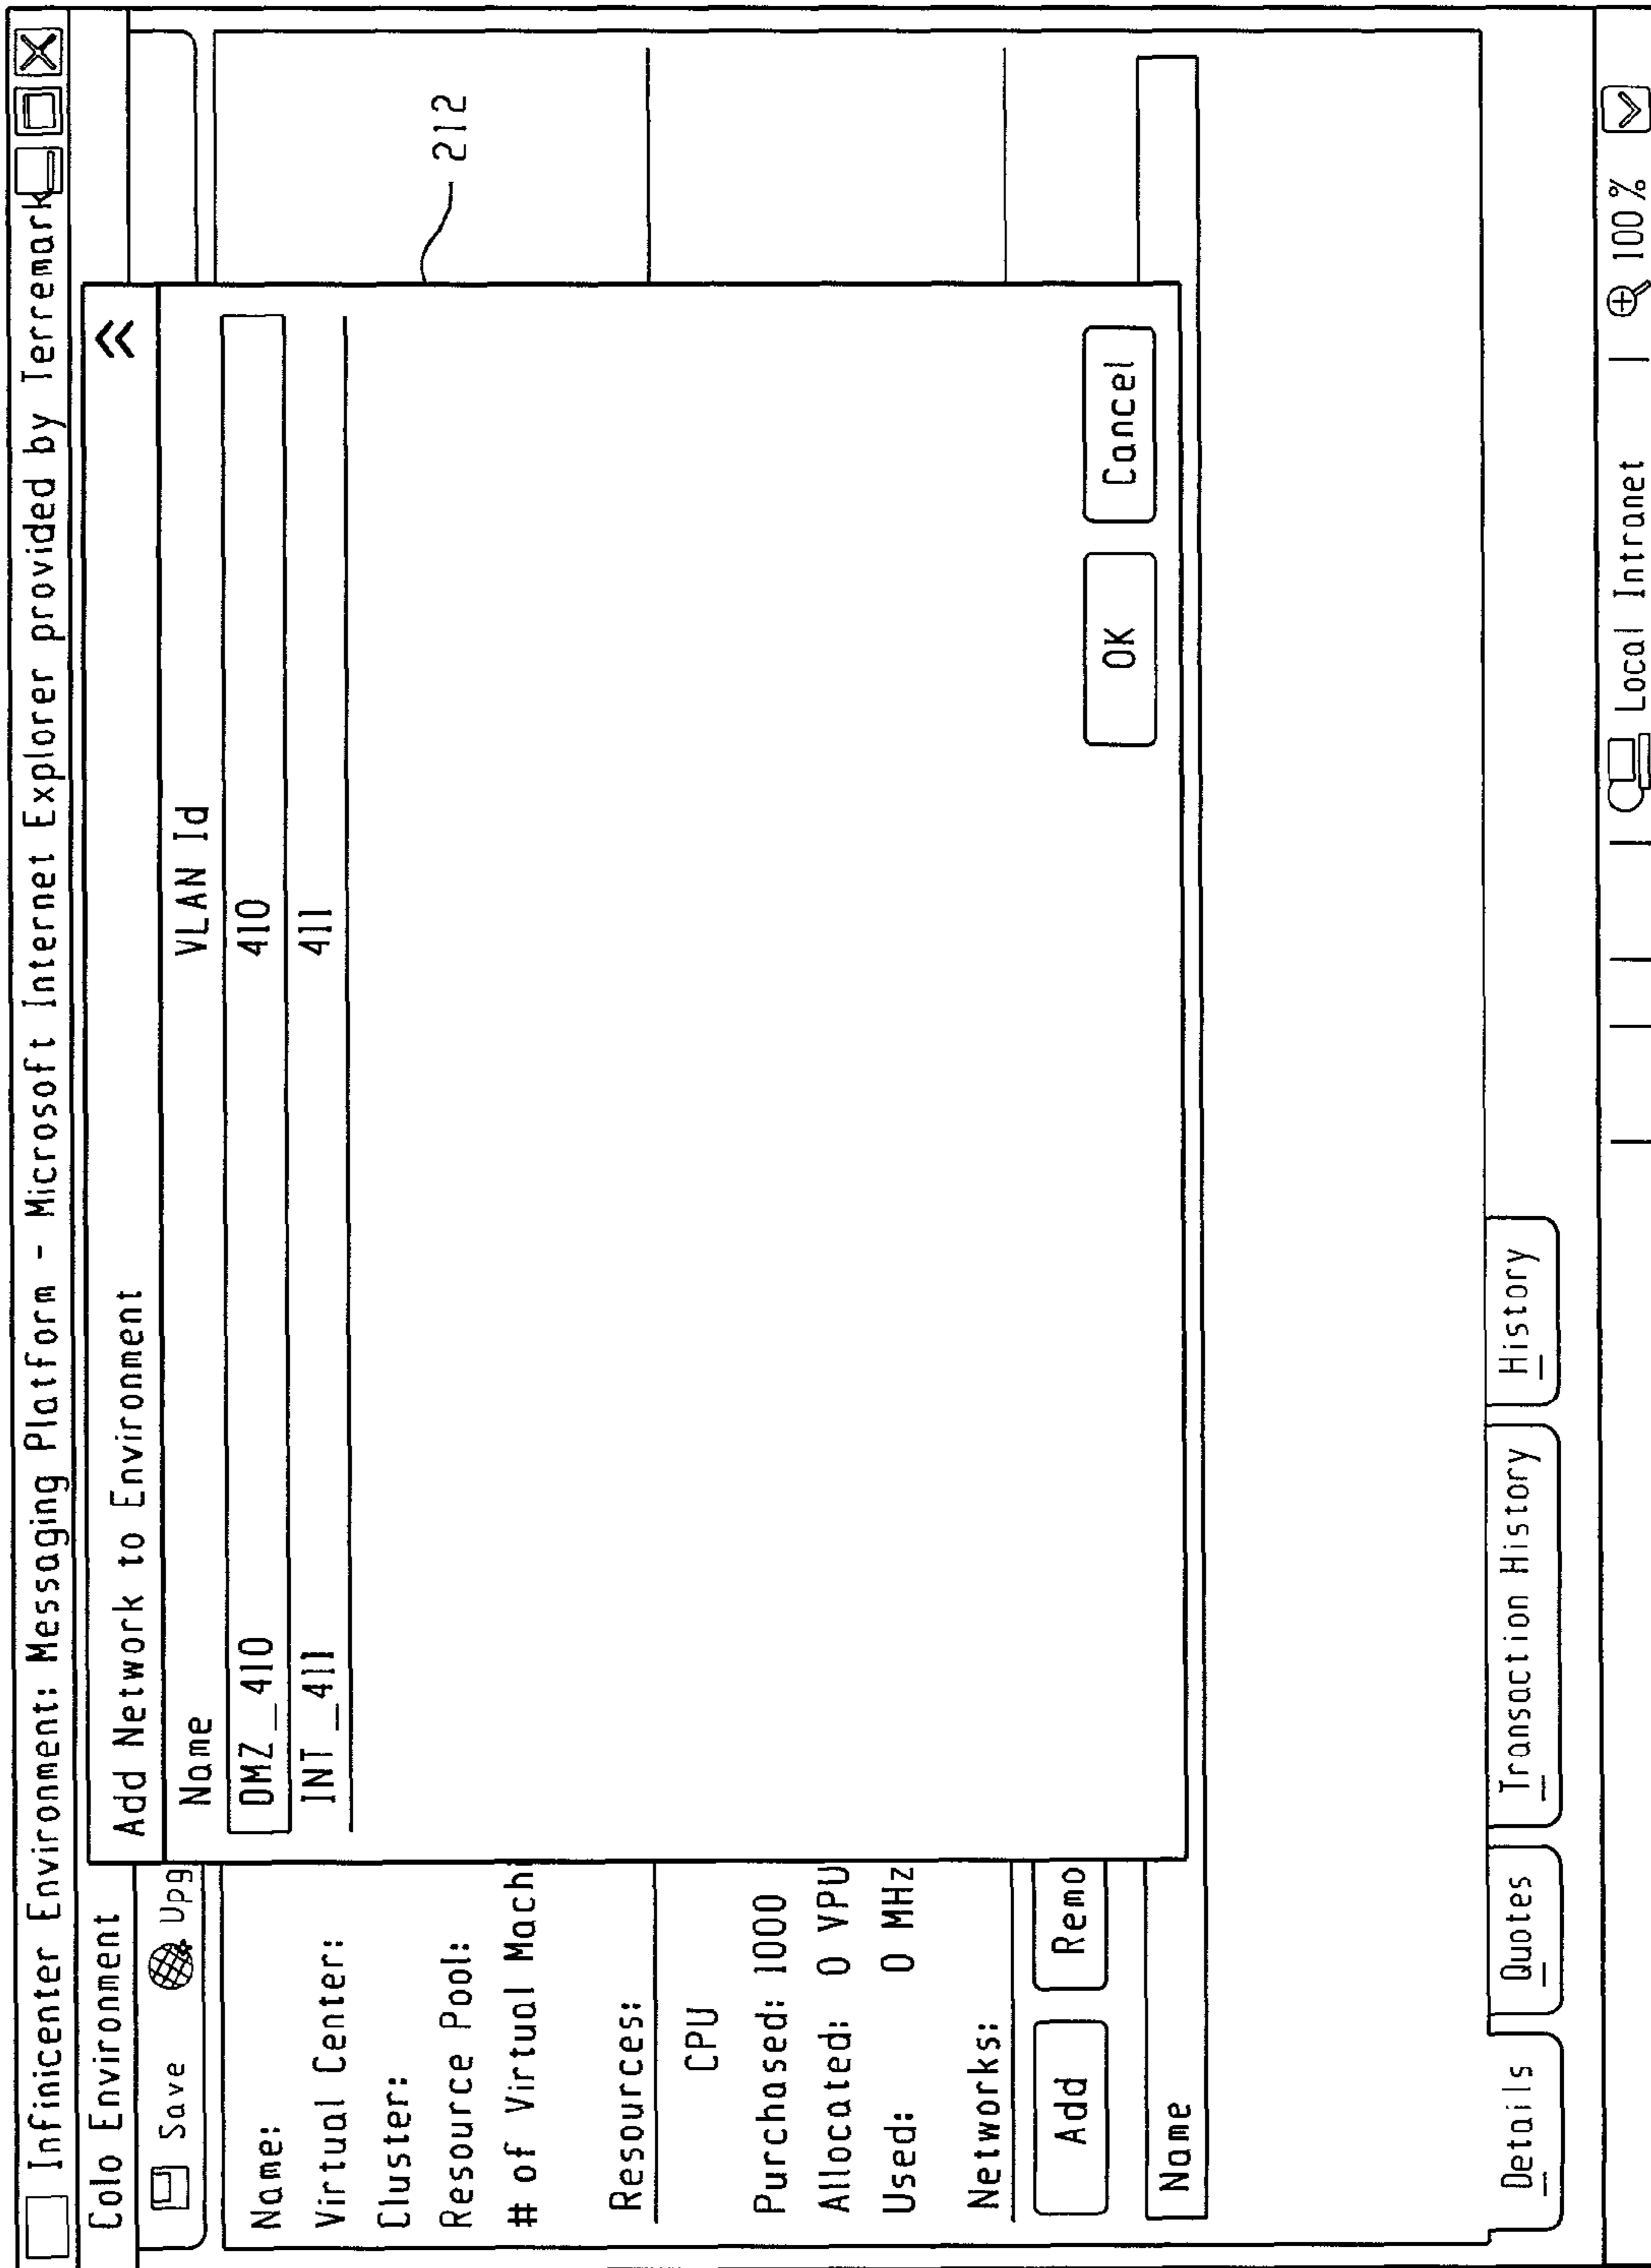 Infinicenter Environment: Messaging Platform - Microsoft Internet Explorer provided by Terremark
Colo Environment
Save Upg
Add Network to Environment
Name VLAN Id
DMZ_410 410
INT_411 411
212
Name:
Virtual Center:
Cluster:
Resource Pool:
# of Virtual Mach
Resources:
CPU
Purchased: 1000
Allocated: 0 VPU
Used: 0 MHz
Networks:
Add Remo
OK Cancel
Name
Details Quotes Transaction History History
Local Intranet 100%